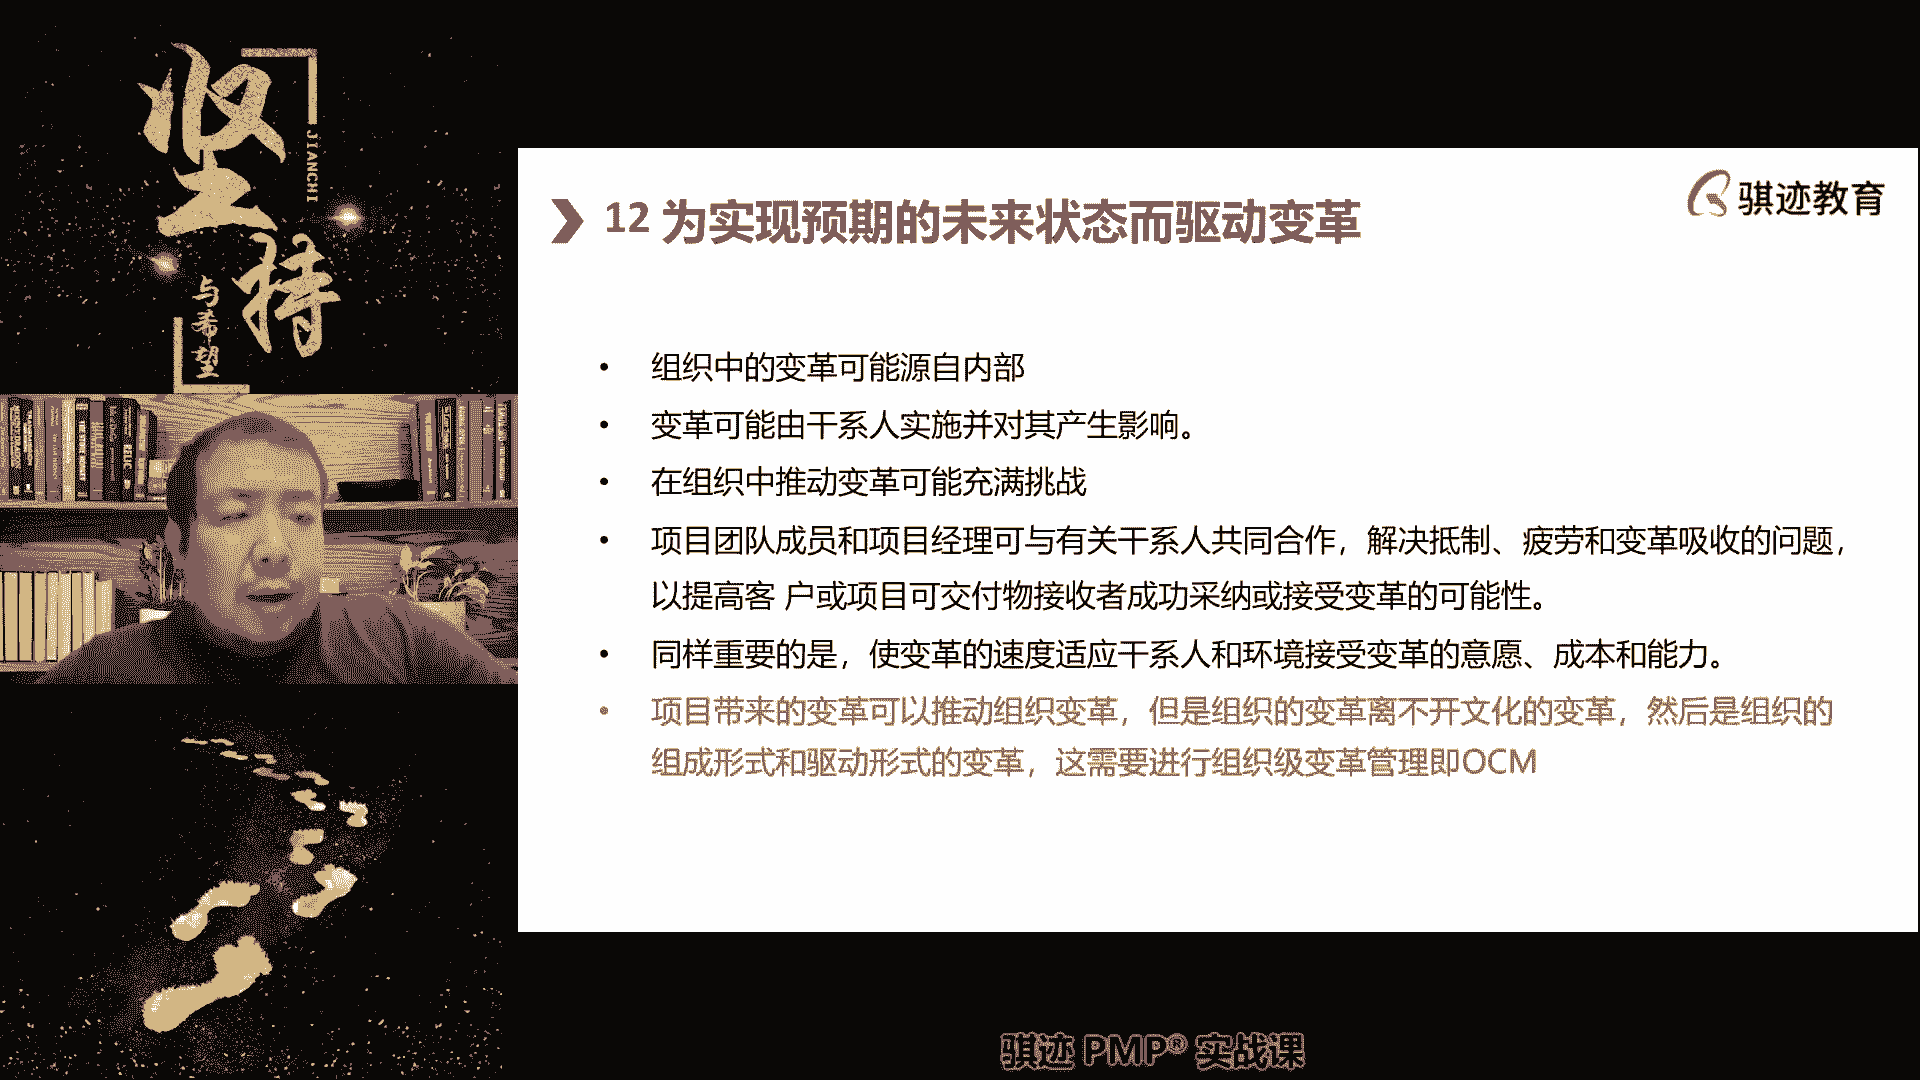 坚持
JIANCHI
与希望
骐迹教育
12 为实现预期的未来状态而驱动变革
• 组织中的变革可能源自内部
• 变革可能由干系人实施并对其产生影响。
• 在组织中推动变革可能充满挑战
• 项目团队成员和项目经理可与有关干系人共同合作，解决抵制、疲劳和变革吸收的问题，
以提高客 户或项目可交付物接收者成功采纳或接受变革的可能性。
• 同样重要的是，使变革的速度适应干系人和环境接受变革的意愿、成本和能力。
• 项目带来的变革可以推动组织变革，但是组织的变革离不开文化的变革，然后是组织的
组成形式和驱动形式的变革，这需要进行组织级变革管理即OCM
骐迹 PMP® 实战课